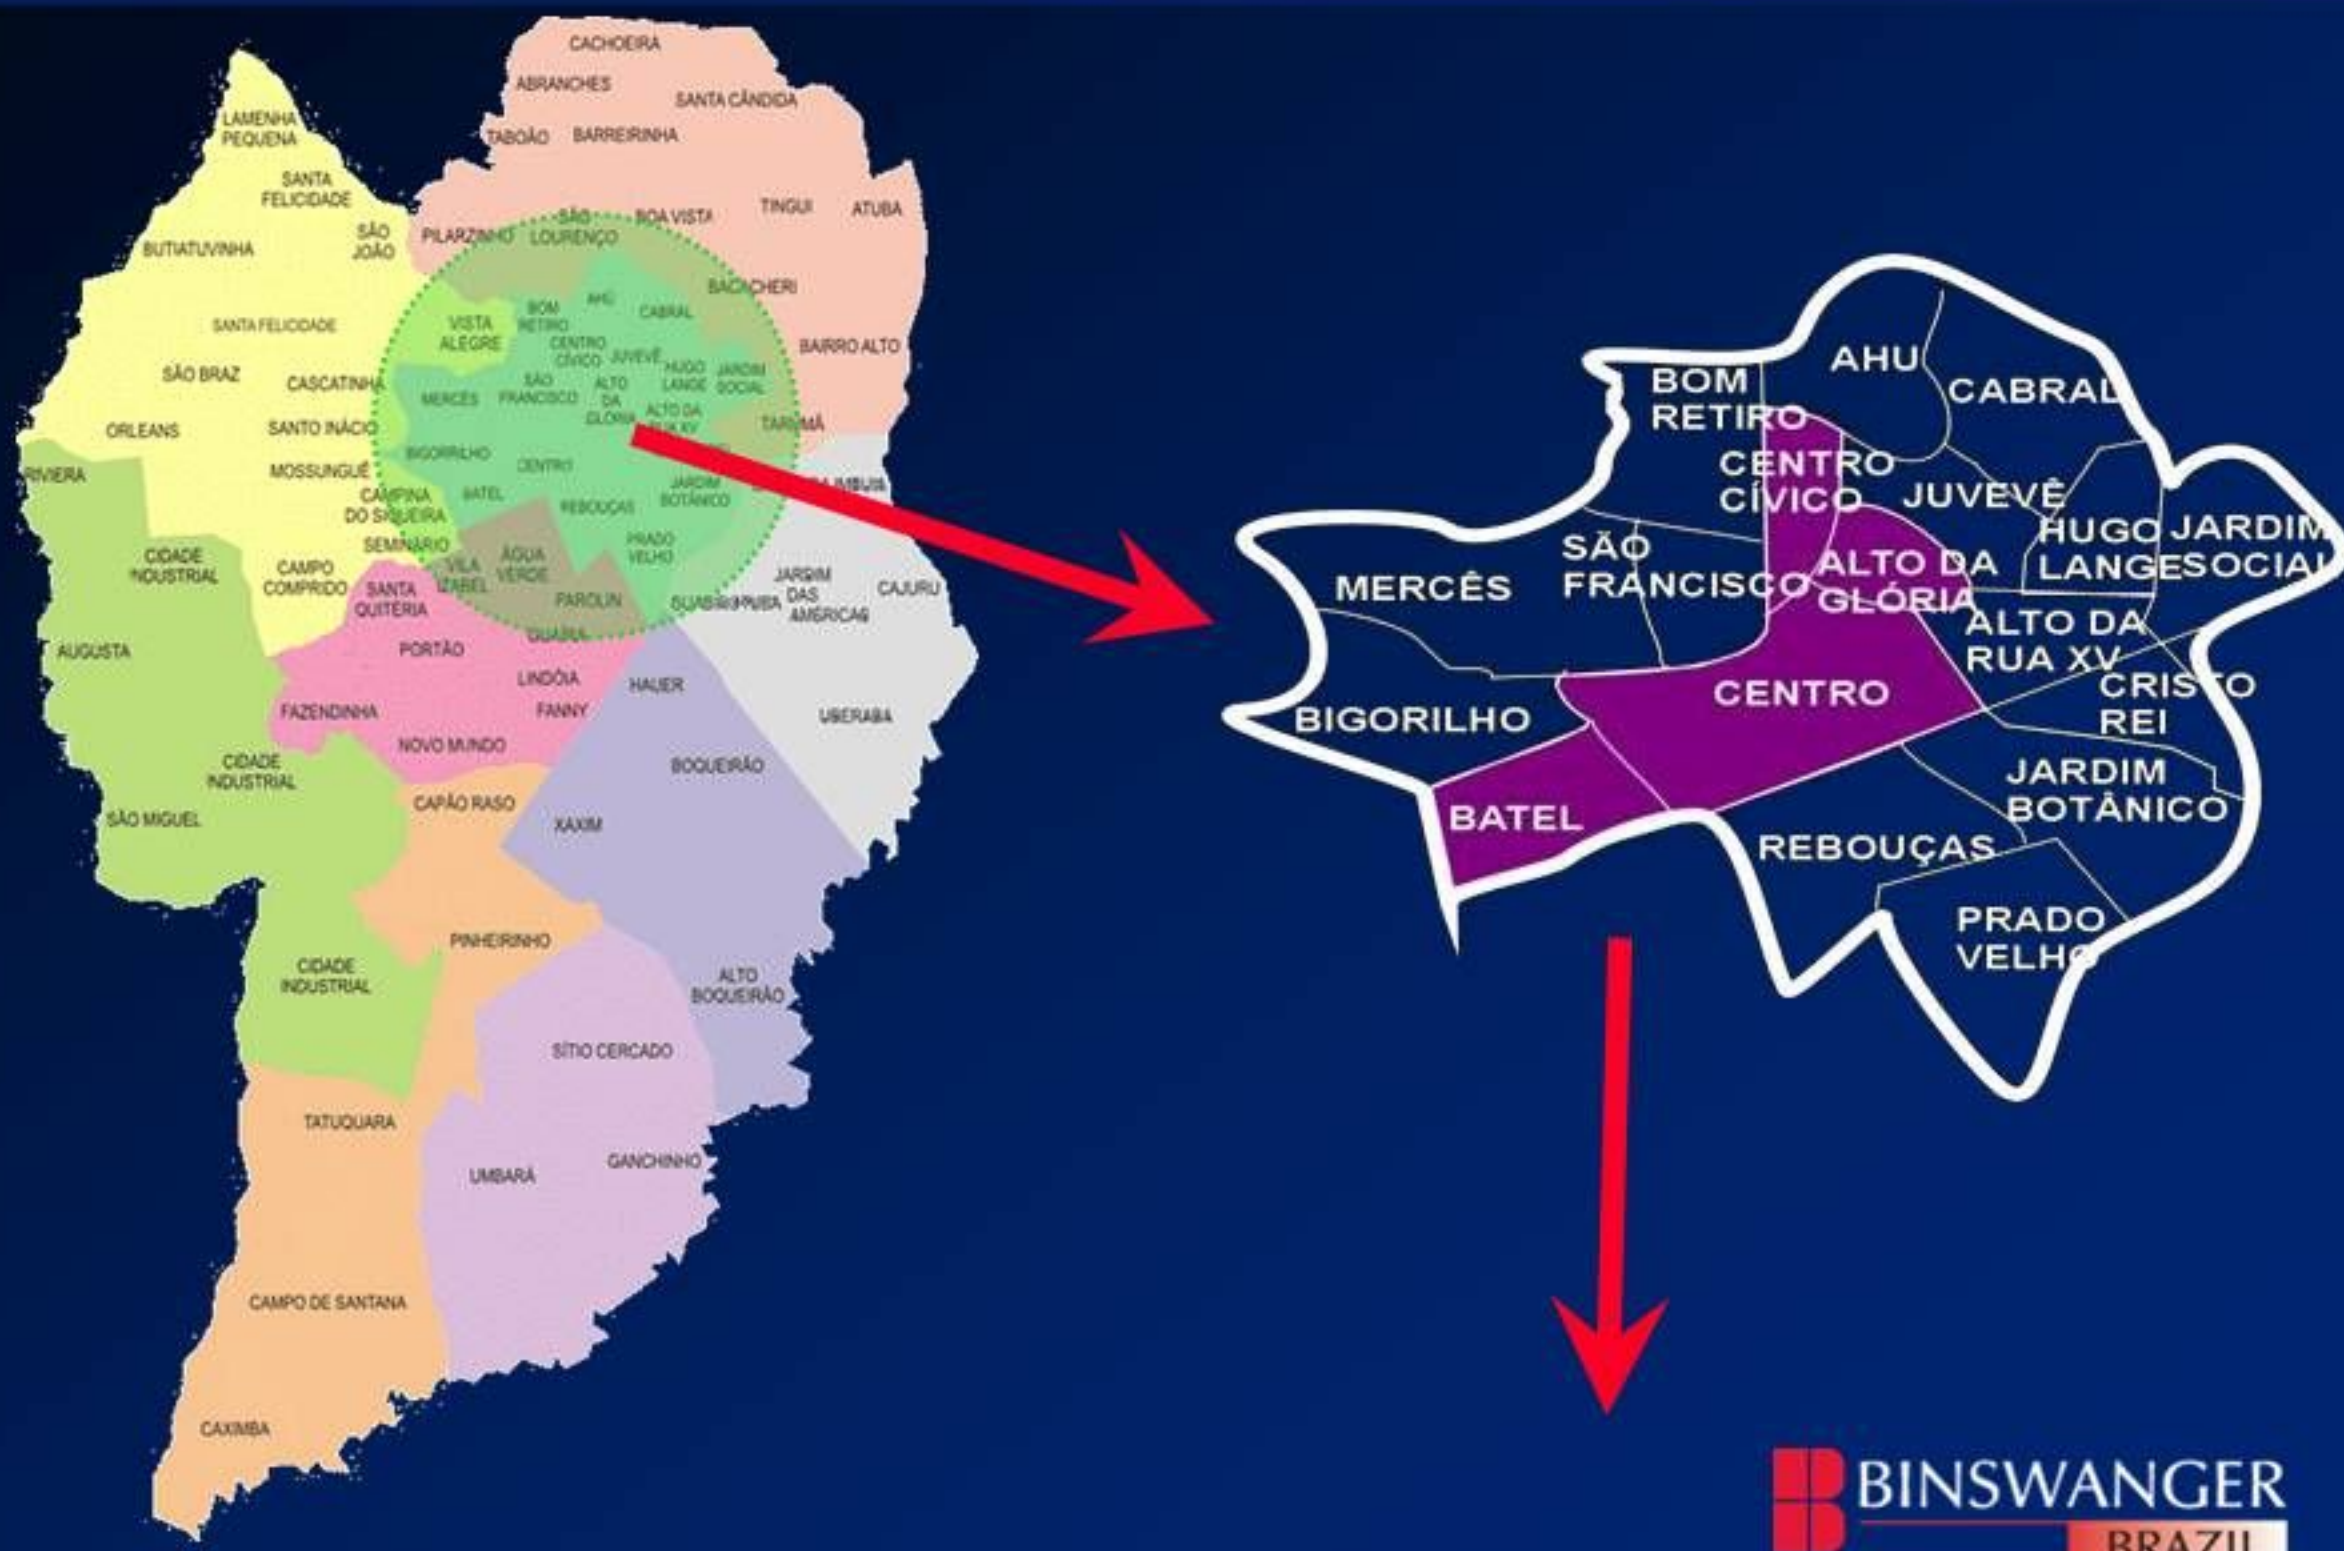 CACHOEIRA
ABRANCHES
SANTA CÂNDIDA
TABOÃO
BARREIRINHA
LAMENHA
PEQUENA
SANTA
FELICIDADE
SÃO
JOÃO
BUTIATUVINHA
PILARZINHO
SÃO
LOURENÇO
BOA VISTA
TINGUI
ATUBA
BACACHERI
BAIRRO ALTO
TARUMÃ
SANTA FELICIDADE
SÃO BRAZ
CASCATINHA
ORLEANS
SANTO INÁCIO
MOSSUNGUÊ
CAMPINA
DO SIQUEIRA
SEMINÁRIO
CAMPO
COMPRIDO
VISTA
ALEGRE
BOM
RETIRO
AHÚ
CABRAL
CENTRO
CÍVICO
JUVEVÊ
HUGO
LANGE
JARDIM
SOCIAL
MERCÊS
SÃO
FRANCISCO
ALTO
DA
GLÓRIA
ALTO DA
RUA XV
BIGORRILHO
CENTRO
BATEL
REBOUÇAS
JARDIM
BOTÂNICO
PRADO
VELHO
VILA
IZABEL
ÁGUA
VERDE
PAROLIN
GUAÍRA
SANTA
QUITÉRIA
PORTÃO
LINDÓIA
FANNY
FAZENDINHA
NOVO MUNDO
JARDIM
DAS
AMÉRICAS
CAJURU
UBERABA
HAUER
BOQUEIRÃO
XAXIM
ALTO
BOQUEIRÃO
RIVIERA
CIDADE
INDUSTRIAL
AUGUSTA
CIDADE
INDUSTRIAL
SÃO MIGUEL
CIDADE
INDUSTRIAL
CAPÃO RASO
PINHEIRINHO
SÍTIO CERCADO
TATUQUARA
UMBARÁ
GANCHINHO
CAMPO DE SANTANA
CAXIMBA
AHU
CABRAL
BOM
RETIRO
CENTRO
CÍVICO
JUVEVÊ
HUGO
LANGE
JARDIM
SOCIAL
SÃO
FRANCISCO
MERCÊS
ALTO DA
GLÓRIA
ALTO DA
RUA XV
CRISTO
REI
CENTRO
BIGORILHO
BATEL
JARDIM
BOTÂNICO
REBOUÇAS
PRADO
VELHO
BINSWANGER
BRAZIL